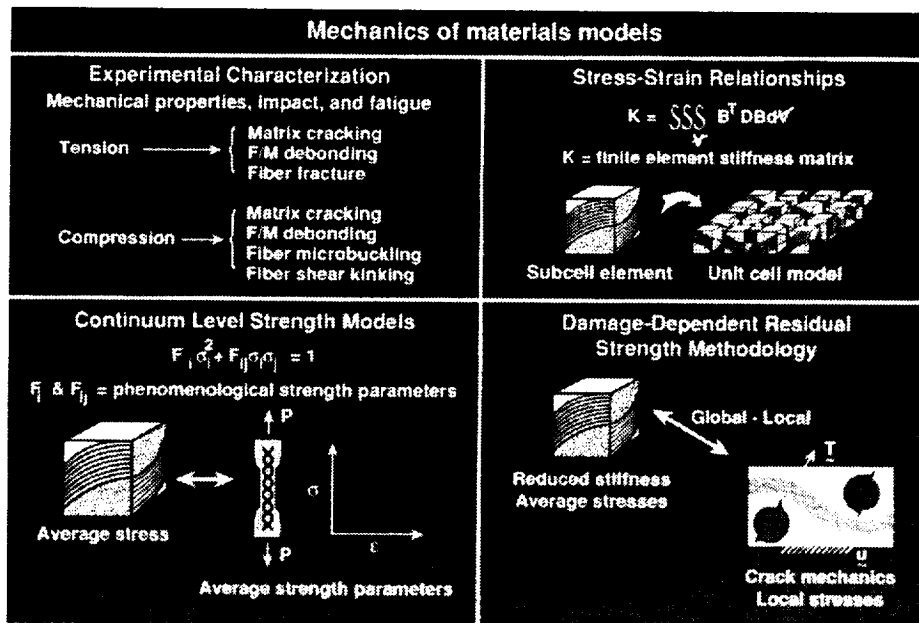 Mechanics of materials models
Experimental Characterization
Mechanical properties, impact, and fatigue
Tension
Matrix cracking
F/M debonding
Fiber fracture
Compression
Matrix cracking
F/M debonding
Fiber microbuckling
Fiber shear kinking
Stress-Strain Relationships
K = ∫∫∫_V B^T DBdV
K = finite element stiffness matrix
Subcell element
Unit cell model
Continuum Level Strength Models
F_i σ_i^2 + F_ij σ_i σ_j = 1
F_i & F_ij = phenomenological strength parameters
P
σ
ε
P
Average stress
Average strength parameters
Damage-Dependent Residual
Strength Methodology
Global - Local
T
Reduced stiffness
Average stresses
u
Crack mechanics
Local stresses